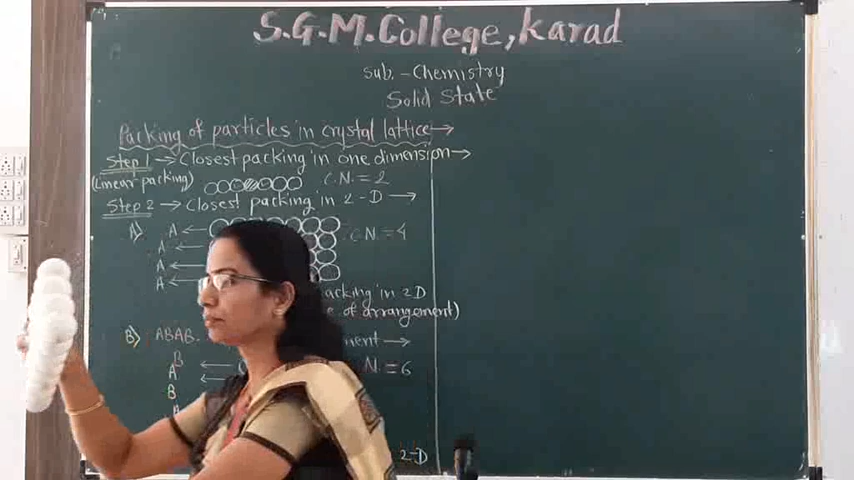 S.G.M.College, Karad
Sub. - Chemistry
Solid State
Packing of particles in crystal lattice →
Step 1 → Closest packing in one dimension →
(Linear packing) C.N. = 2
Step 2 → Closest packing in 2-D →
A) A ← C.N. = 4
A ←
A ←
A ←
acking in 2D
e of arrangement)
B) ABAB. ment →
B
A ← N. = 6
B ←
2-D